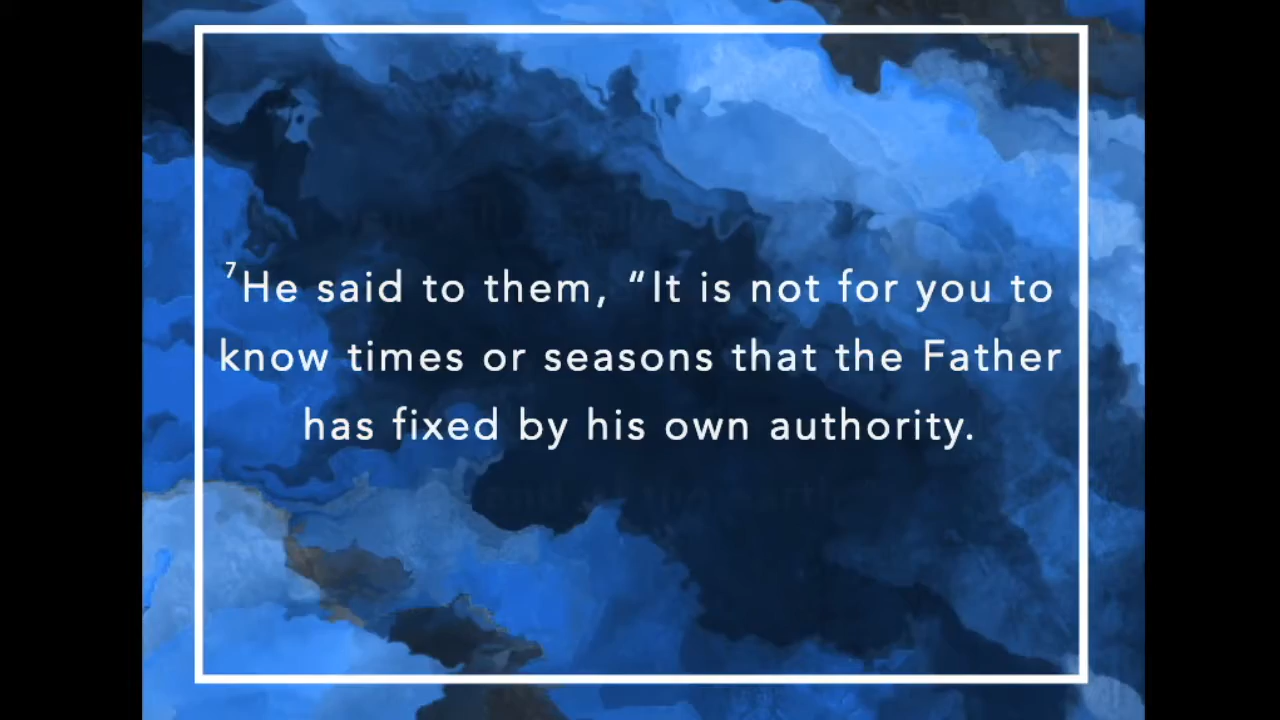 ⁷He said to them, “It is not for you to
know times or seasons that the Father
has fixed by his own authority.